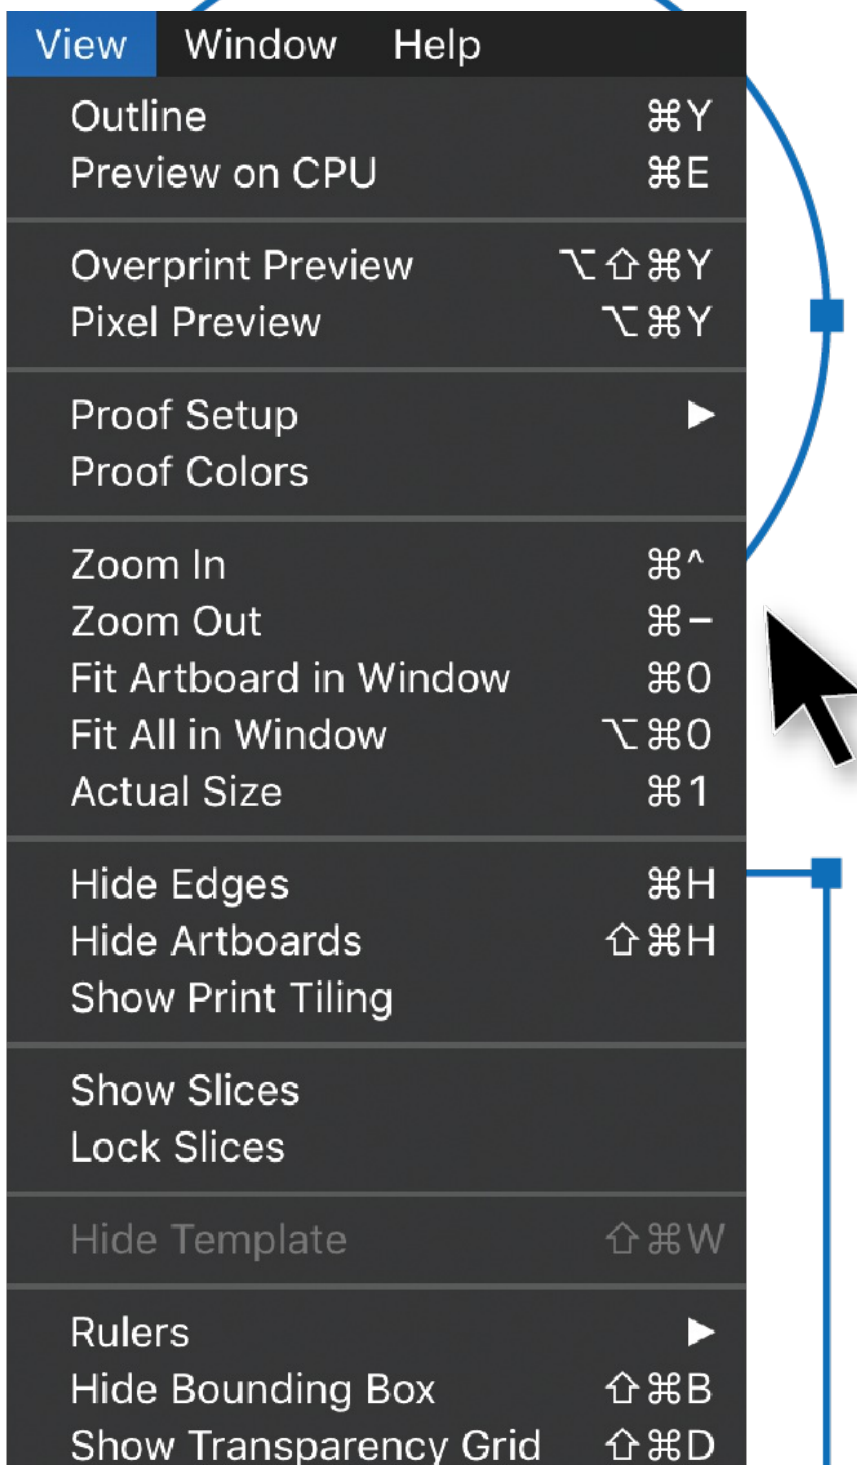 View Window Help
Outline ⌘Y
Preview on CPU ⌘E
Overprint Preview ⌥⇧⌘Y
Pixel Preview ⌥⌘Y
Proof Setup ▶
Proof Colors
Zoom In ⌘^
Zoom Out ⌘−
Fit Artboard in Window ⌘0
Fit All in Window ⌥⌘0
Actual Size ⌘1
Hide Edges ⌘H
Hide Artboards ⇧⌘H
Show Print Tiling
Show Slices
Lock Slices
Hide Template ⇧⌘W
Rulers ▶
Hide Bounding Box ⇧⌘B
Show Transparency Grid ⇧⌘D